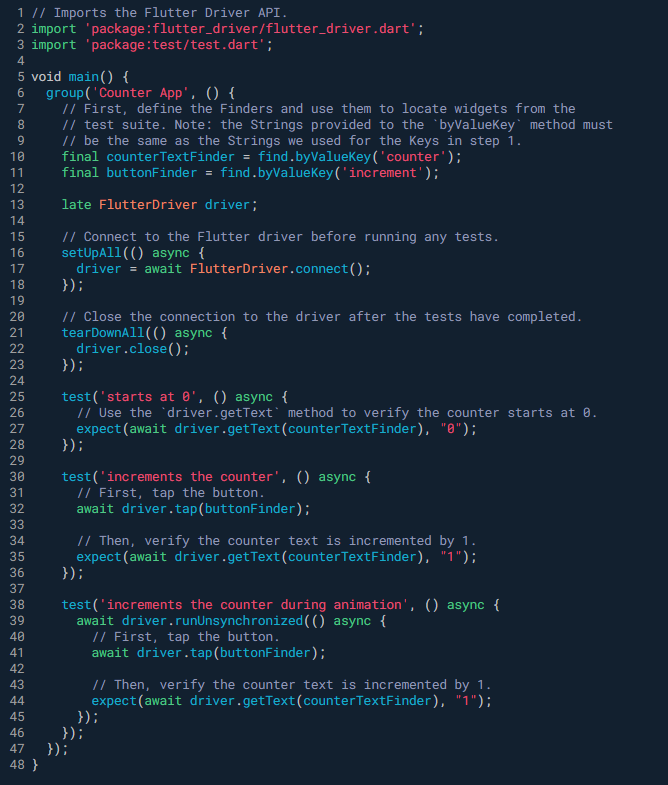 1 // Imports the Flutter Driver API.
2 import 'package:flutter_driver/flutter_driver.dart';
3 import 'package:test/test.dart';
4
5 void main() {
6   group('Counter App', () {
7     // First, define the Finders and use them to locate widgets from the
8     // test suite. Note: the Strings provided to the `byValueKey` method must
9     // be the same as the Strings we used for the Keys in step 1.
10     final counterTextFinder = find.byValueKey('counter');
11     final buttonFinder = find.byValueKey('increment');
12
13     late FlutterDriver driver;
14
15     // Connect to the Flutter driver before running any tests.
16     setUpAll(() async {
17       driver = await FlutterDriver.connect();
18     });
19
20     // Close the connection to the driver after the tests have completed.
21     tearDownAll(() async {
22       driver.close();
23     });
24
25     test('starts at 0', () async {
26       // Use the `driver.getText` method to verify the counter starts at 0.
27       expect(await driver.getText(counterTextFinder), "0");
28     });
29
30     test('increments the counter', () async {
31       // First, tap the button.
32       await driver.tap(buttonFinder);
33
34       // Then, verify the counter text is incremented by 1.
35       expect(await driver.getText(counterTextFinder), "1");
36     });
37
38     test('increments the counter during animation', () async {
39       await driver.runUnsynchronized(() async {
40         // First, tap the button.
41         await driver.tap(buttonFinder);
42
43         // Then, verify the counter text is incremented by 1.
44         expect(await driver.getText(counterTextFinder), "1");
45       });
46     });
47   });
48 }